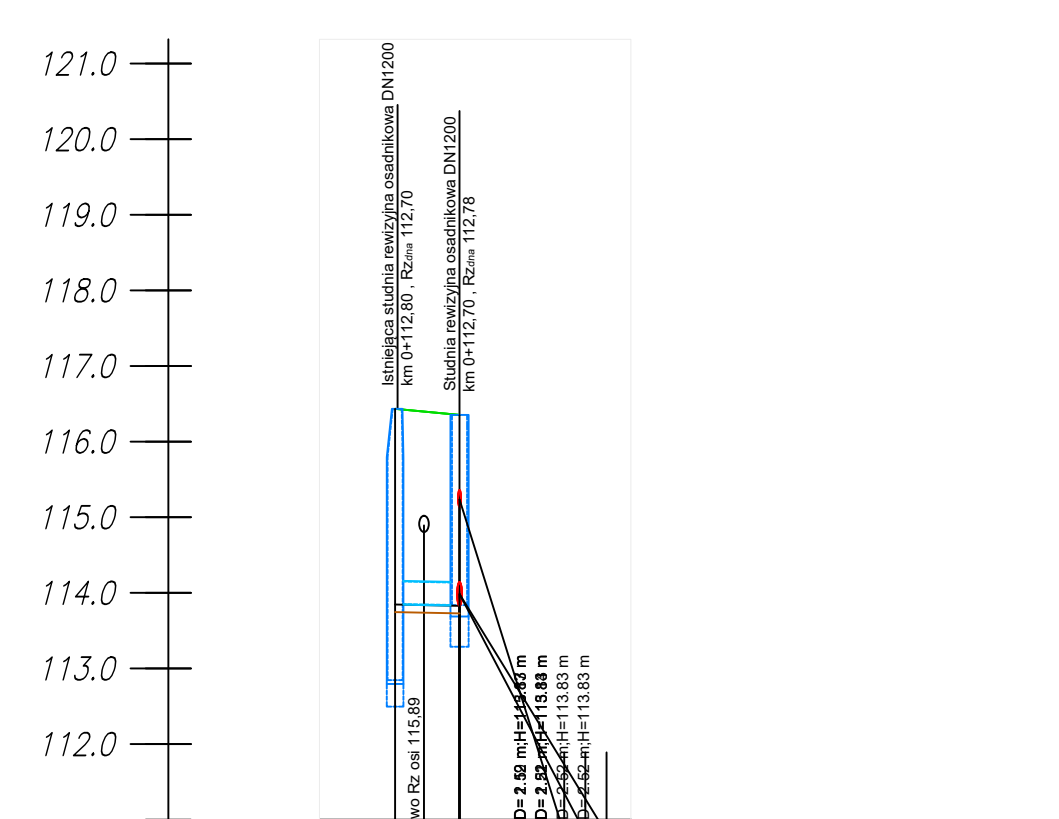 121.0
120.0
119.0
118.0
117.0
116.0
115.0
114.0
113.0
112.0
Istniejąca studnia rewizyjna osadnikowa DN1200
km 0+112,80 , Rzdna 112,70
Studnia rewizyjna osadnikowa DN1200
km 0+112,70 , Rzdna 112,78
wo Rz osi 115,89
D= 2.52 m;H=113.83 m
D= 2.52 m;H=113.83 m